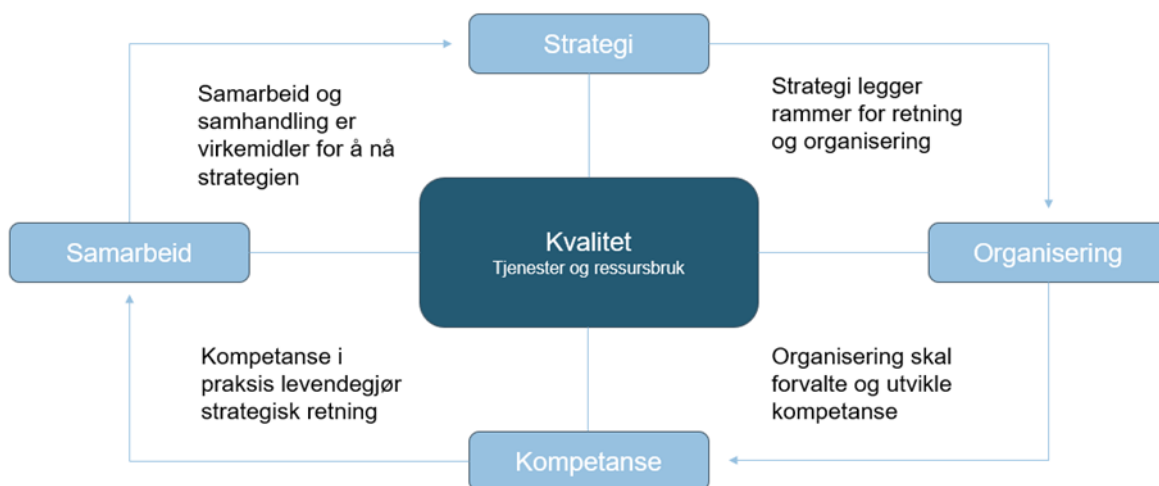 Strategi
Samarbeid og
samhandling er
virkemidler for å nå
strategien
Strategi legger
rammer for retning
og organisering
Samarbeid
Kvalitet
Tjenester og ressursbruk
Organisering
Kompetanse i
praksis levendegjør
strategisk retning
Organisering skal
forvalte og utvikle
kompetanse
Kompetanse